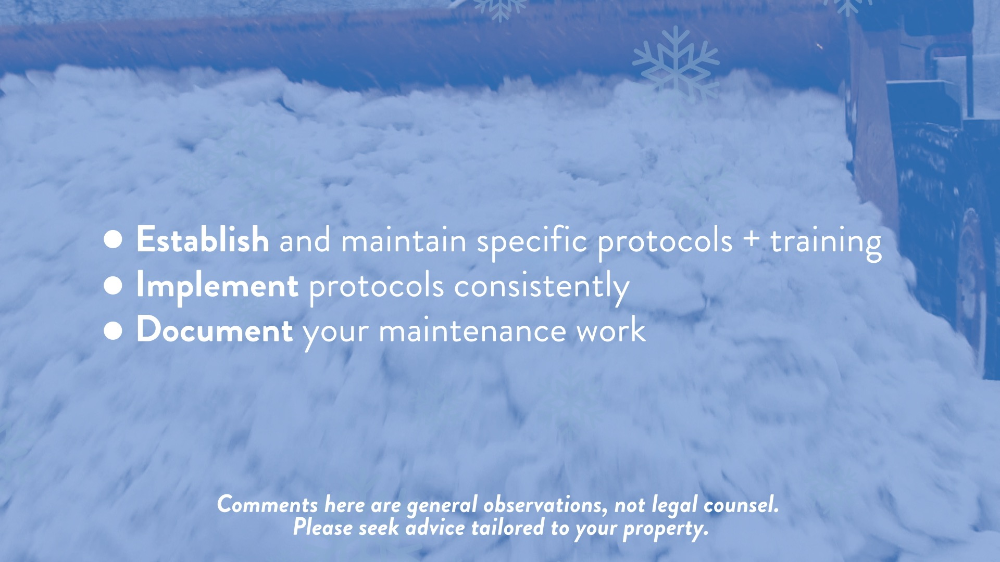 ● Establish and maintain specific protocols + training
● Implement protocols consistently
● Document your maintenance work
Comments here are general observations, not legal counsel.
Please seek advice tailored to your property.